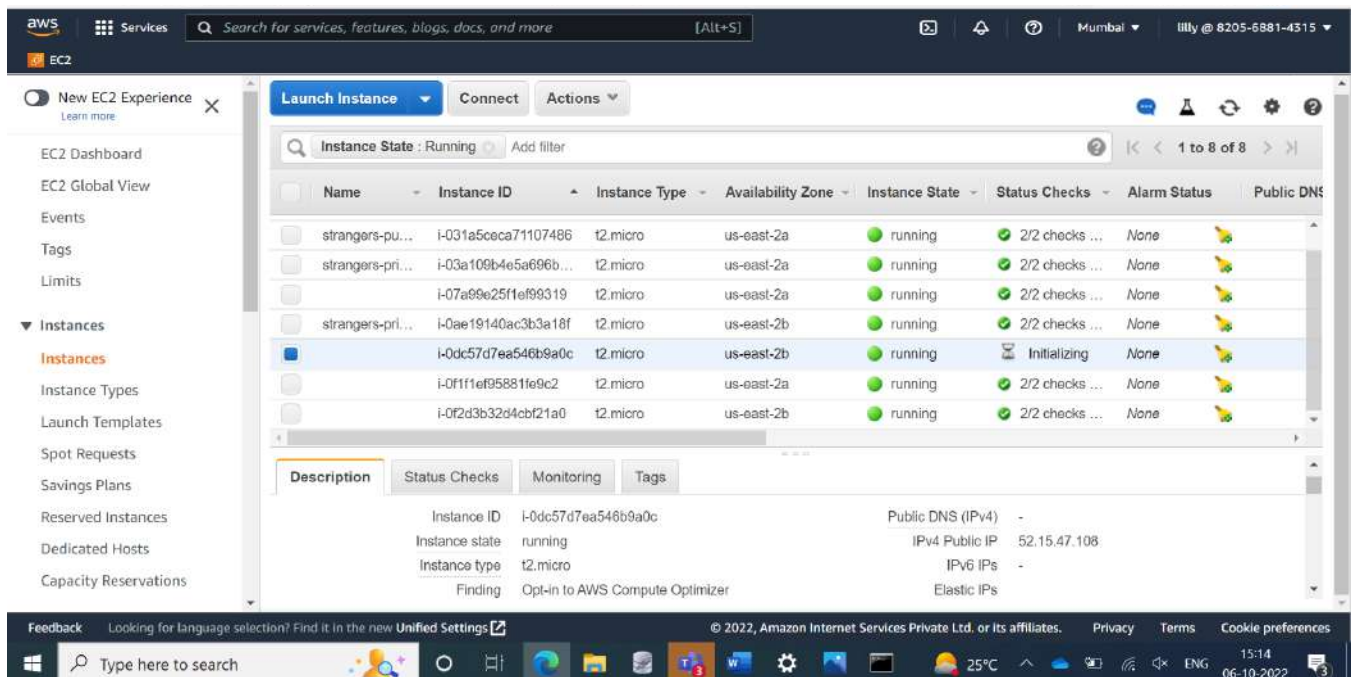 aws Services Search for services, features, blogs, docs, and more [Alt+S] Mumbai lilly @ 8205-6881-4315
EC2
New EC2 Experience
Learn more
EC2 Dashboard
EC2 Global View
Events
Tags
Limits
Instances
Instances
Instance Types
Launch Templates
Spot Requests
Savings Plans
Reserved Instances
Dedicated Hosts
Capacity Reservations
Launch Instance Connect Actions
Instance State : Running Add filter 1 to 8 of 8
Name Instance ID Instance Type Availability Zone Instance State Status Checks Alarm Status Public DNS
strangers-pu... i-031a5ceca71107486 t2.micro us-east-2a running 2/2 checks ... None
strangers-pri... i-03a109b4e5a696b... t2.micro us-east-2a running 2/2 checks ... None
i-07a99e25f1ef99319 t2.micro us-east-2a running 2/2 checks ... None
strangers-pri... i-0ae19140ac3b3a18f t2.micro us-east-2b running 2/2 checks ... None
i-0dc57d7ea546b9a0c t2.micro us-east-2b running Initializing None
i-0f1f1ef95881fe9c2 t2.micro us-east-2a running 2/2 checks ... None
i-0f2d3b32d4cbf21a0 t2.micro us-east-2b running 2/2 checks ... None
Description Status Checks Monitoring Tags
Instance ID i-0dc57d7ea546b9a0c Public DNS (IPv4) -
Instance state running IPv4 Public IP 52.15.47.108
Instance type t2.micro IPv6 IPs -
Finding Opt-in to AWS Compute Optimizer Elastic IPs
Feedback Looking for language selection? Find it in the new Unified Settings © 2022, Amazon Internet Services Private Ltd. or its affiliates. Privacy Terms Cookie preferences
Type here to search 25°C ENG 15:14
06-10-2022